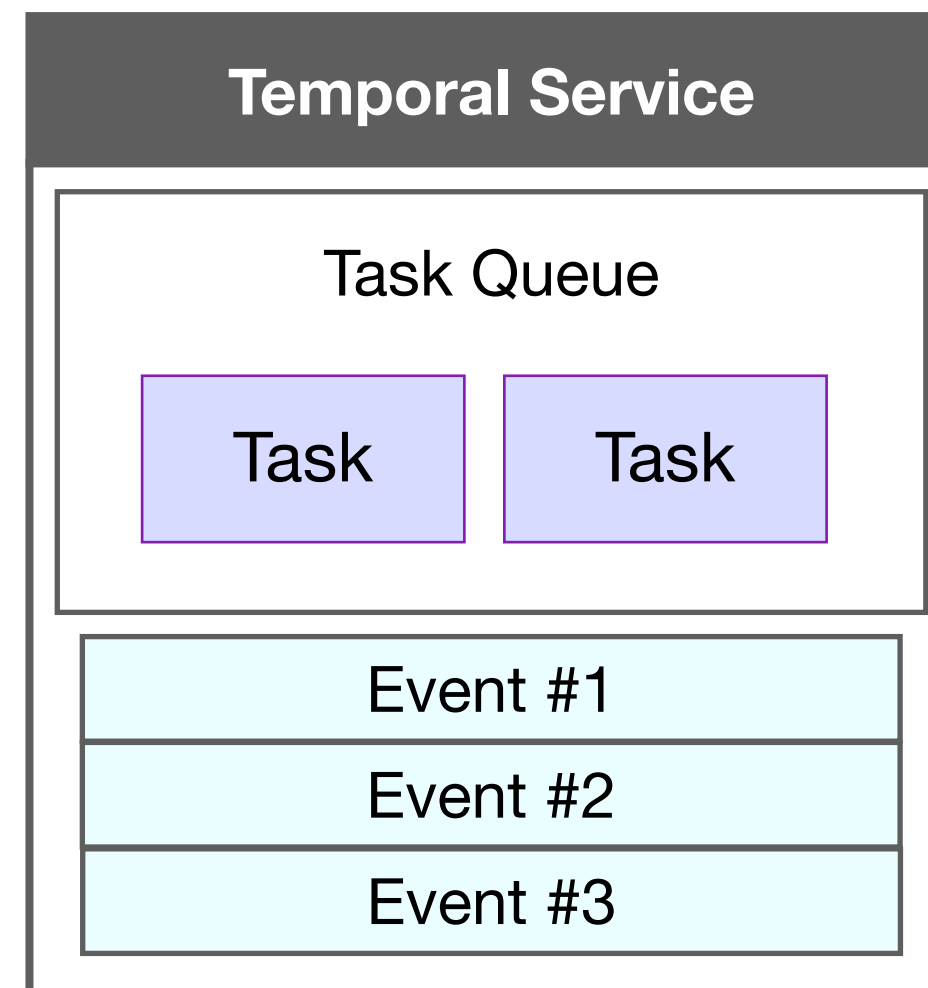 Temporal Service
Task Queue
Task Task
Event #1
Event #2
Event #3